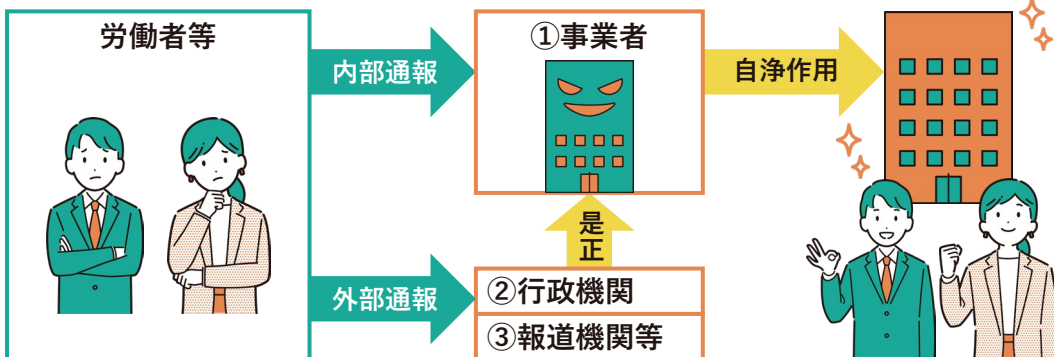 労働者等
内部通報
①事業者
自浄作用
是正
外部通報
②行政機関
③報道機関等